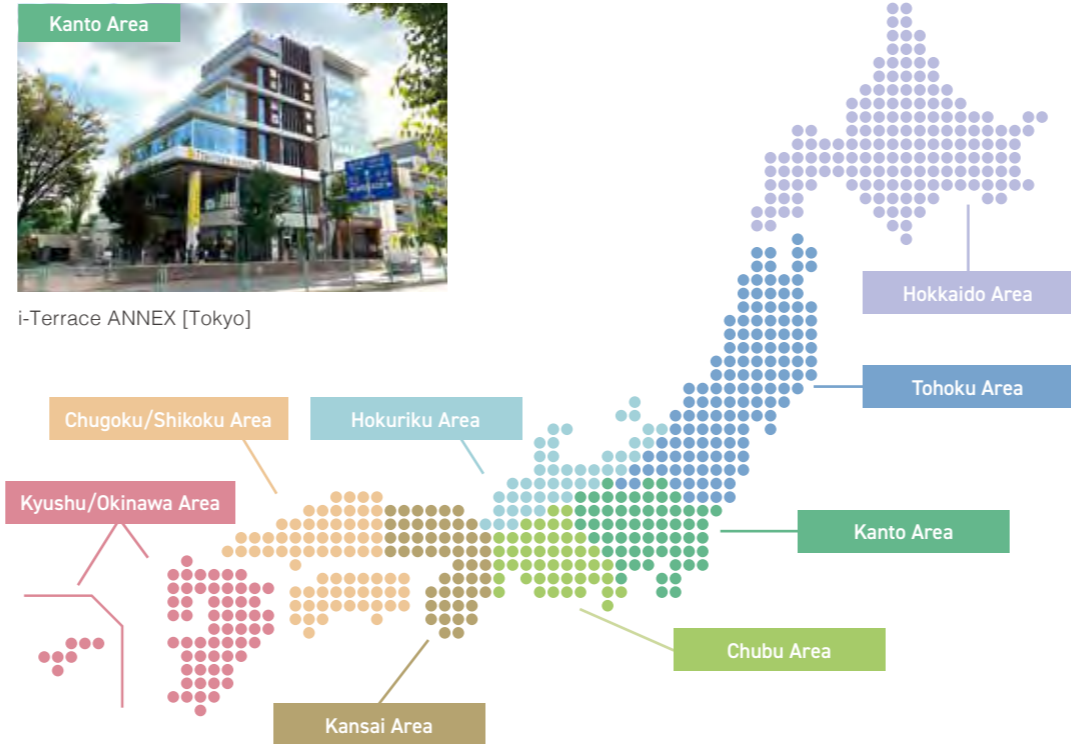 Kanto Area
i-Terrace ANNEX [Tokyo]
Hokkaido Area
Tohoku Area
Chugoku/Shikoku Area
Hokuriku Area
Kyushu/Okinawa Area
Kanto Area
Chubu Area
Kansai Area